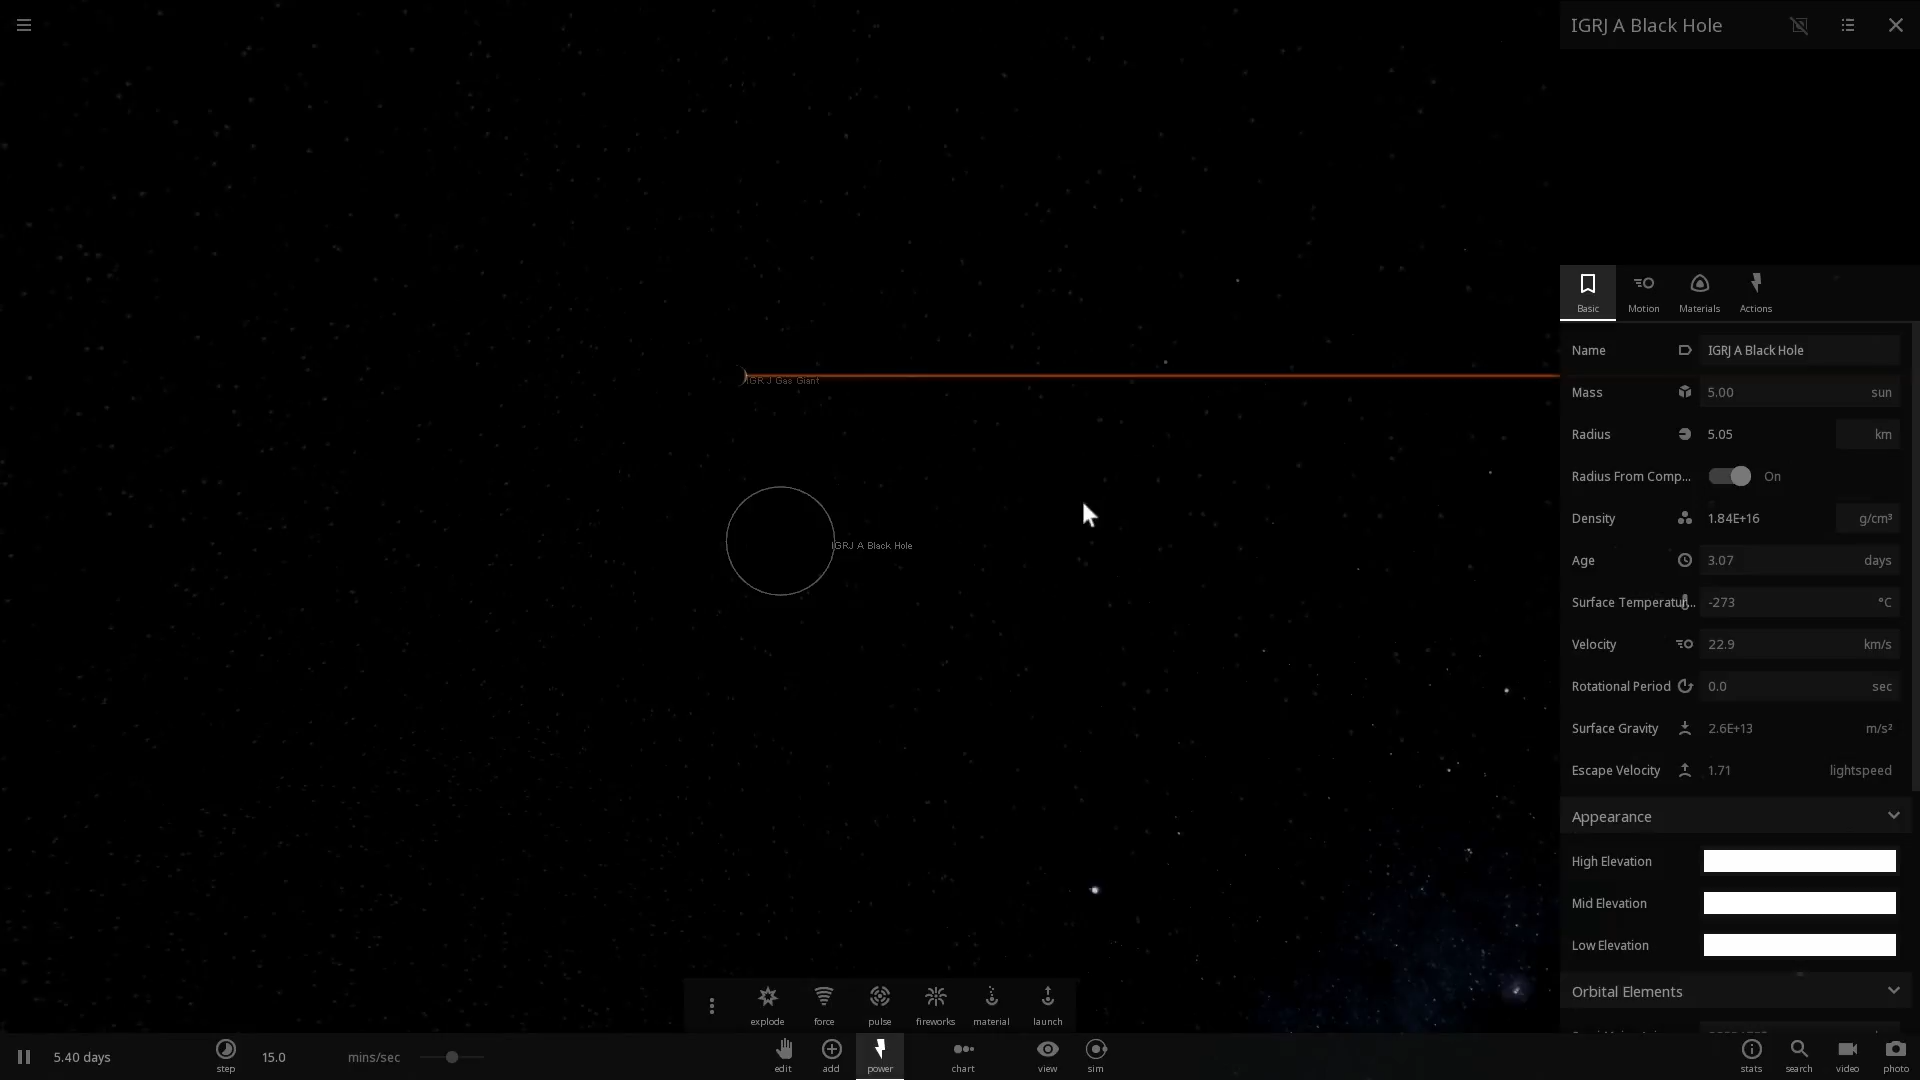 IGRJ A Black Hole
Basic
Motion
Materials
Actions
Name
IGRJ A Black Hole
Mass
5.00
sun
Radius
5.05
km
Radius From Comp...
On
Density
1.84E+16
g/cm³
Age
3.07
days
Surface Temperatur...
-273
°C
Velocity
22.9
km/s
Rotational Period
0.0
sec
Surface Gravity
2.6E+13
m/s²
Escape Velocity
1.71
lightspeed
Appearance
High Elevation
Mid Elevation
Low Elevation
Orbital Elements
IGR J Gas Giant
IGRJ A Black Hole
explode
force
pulse
fireworks
material
launch
5.40 days
step
15.0
mins/sec
edit
add
power
chart
view
sim
stats
search
video
photo